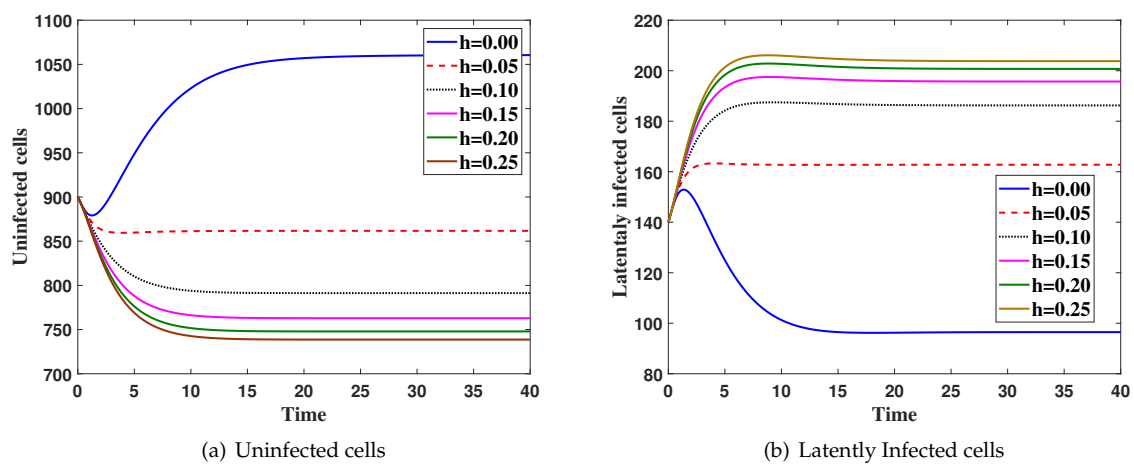 1100
1050
1000
950
900
850
800
750
700
Uninfected cells
h=0.00
h=0.05
h=0.10
h=0.15
h=0.20
h=0.25
0 5 10 15 20 25 30 35 40
Time
(a) Uninfected cells
220
200
180
160
140
120
100
80
Latentaly infected cells
h=0.00
h=0.05
h=0.10
h=0.15
h=0.20
h=0.25
0 5 10 15 20 25 30 35 40
Time
(b) Latently Infected cells